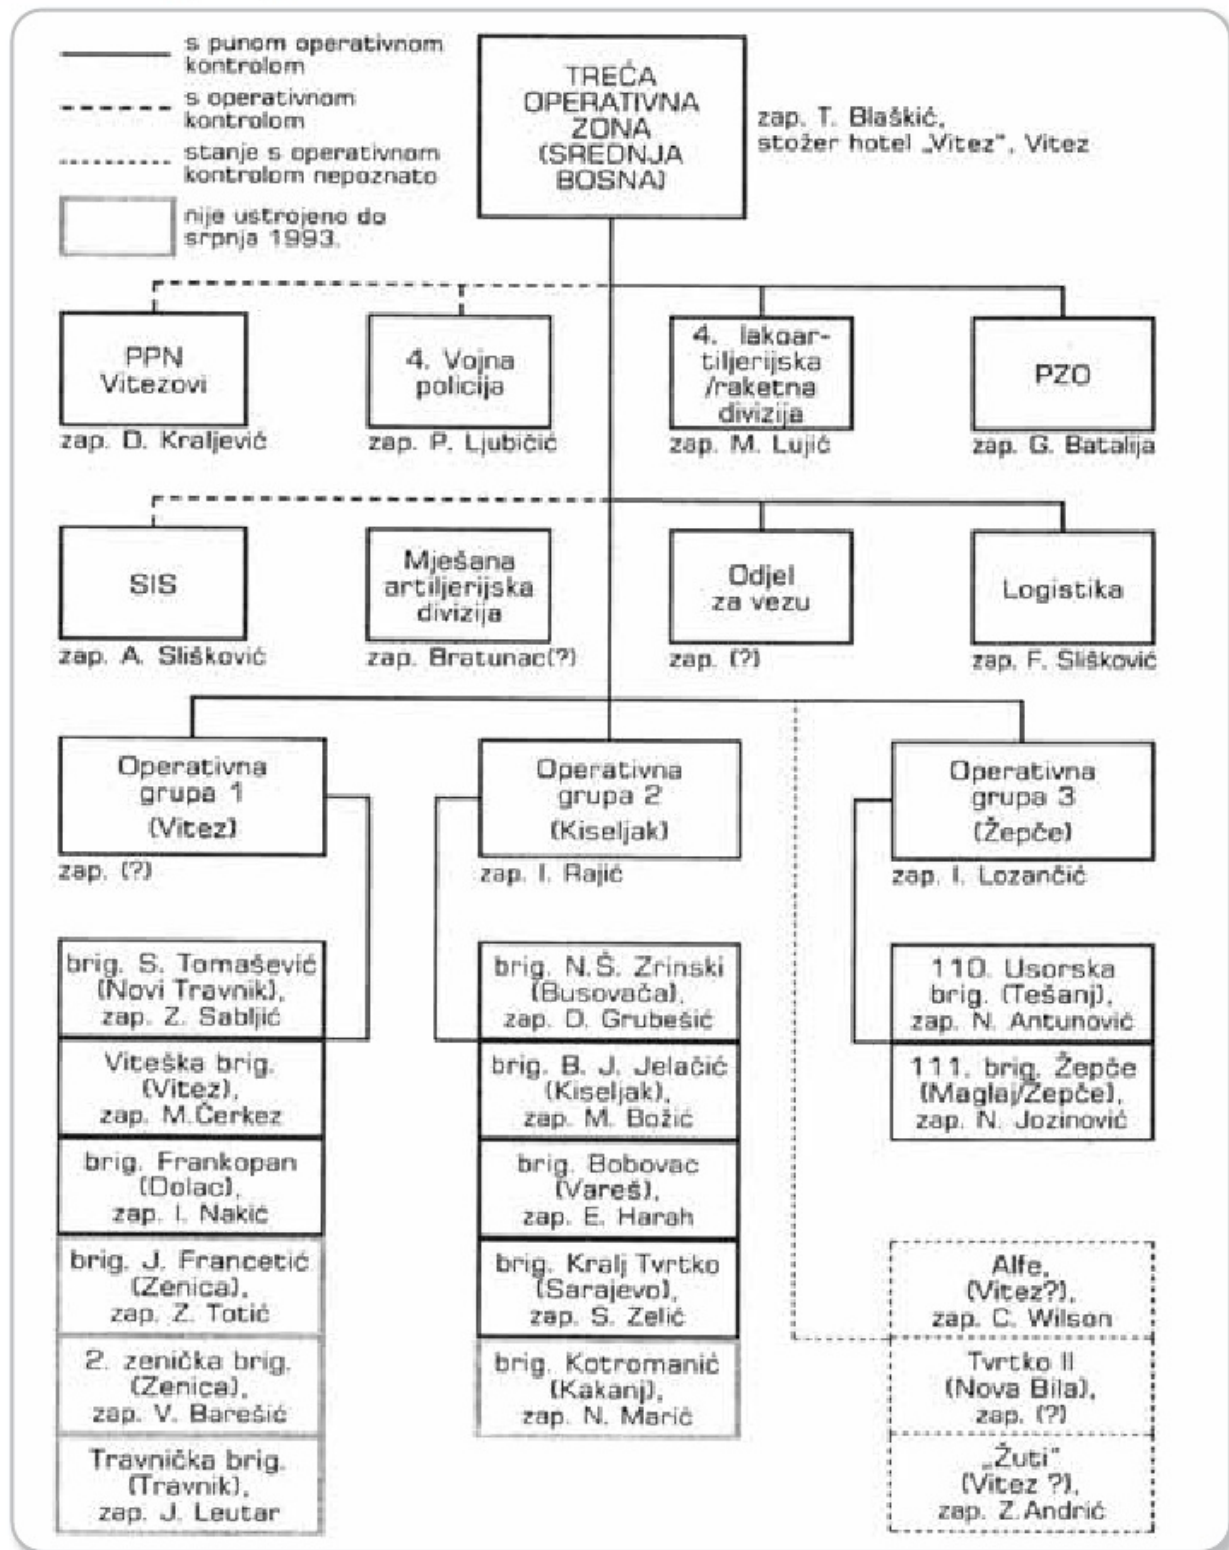 s punom operativnom
kontrolom
s operativnom
kontrolom
stanje s operativnom
kontrolom nepoznato
nije ustrojeno do
srpnja 1993.
TREĆA
OPERATIVNA
ZONA
(SREDNJA
BOSNA)
zap. T. Blaškić,
stožer hotel „Vitez”, Vitez
PPN
Vitezovi
zap. D. Kraljević
4. Vojna
policija
zap. P. Ljubičić
4. lakoar-
tiljerijska
/raketna
divizija
zap. M. Lujić
PZO
zap. G. Batalija
SIS
zap. A. Slišković
Mješana
artiljerijska
divizija
zap. Bratunac(?)
Odjel
za vezu
zap. (?)
Logistika
zap. F. Slišković
Operativna
grupa 1
(Vitez)
zap. (?)
Operativna
grupa 2
(Kiseljak)
zap. I. Rajić
Operativna
grupa 3
(Žepče)
zap. I. Lozančić
brig. S. Tomašević
(Novi Travnik),
zap. Z. Sabljić
Viteška brig.
(Vitez),
zap. M.Čerkez
brig. Frankopan
(Dolac),
zap. I. Nakić
brig. J. Francetić
(Zenica),
zap. Z. Totić
2. zenička brig.
(Zenica),
zap. V. Barešić
Travnička brig.
(Travnik),
zap. J. Leutar
brig. N.Š. Zrinski
(Busovača),
zap. D. Grubešić
brig. B. J. Jelačić
(Kiseljak),
zap. M. Božić
brig. Bobovac
(Vareš),
zap. E. Harah
brig. Kralj Tvrtko
(Sarajevo),
zap. S. Zelić
brig. Kotromanić
(Kakanj),
zap. N. Marić
110. Usorska
brig. (Tešanj),
zap. N. Antunović
111. brig. Žepče
(Maglaj/Žepče),
zap. N. Jozinović
Alfe,
(Vitez?),
zap. C. Wilson
Tvrtko II
(Nova Bila),
zap. (?)
„Žuti”
(Vitez ?),
zap. Z.Andrić